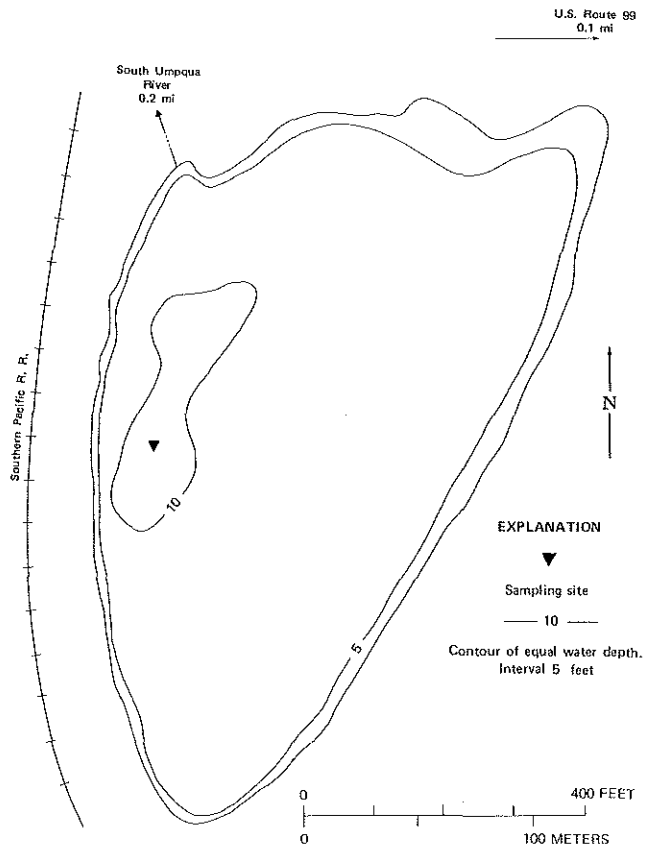 U.S. Route 99
0.1 mi
South Umpqua
River
0.2 mi
Southern Pacific R. R.
N
10
5
EXPLANATION
Sampling site
10
Contour of equal water depth.
Interval 5 feet
0 400 FEET
0 100 METERS